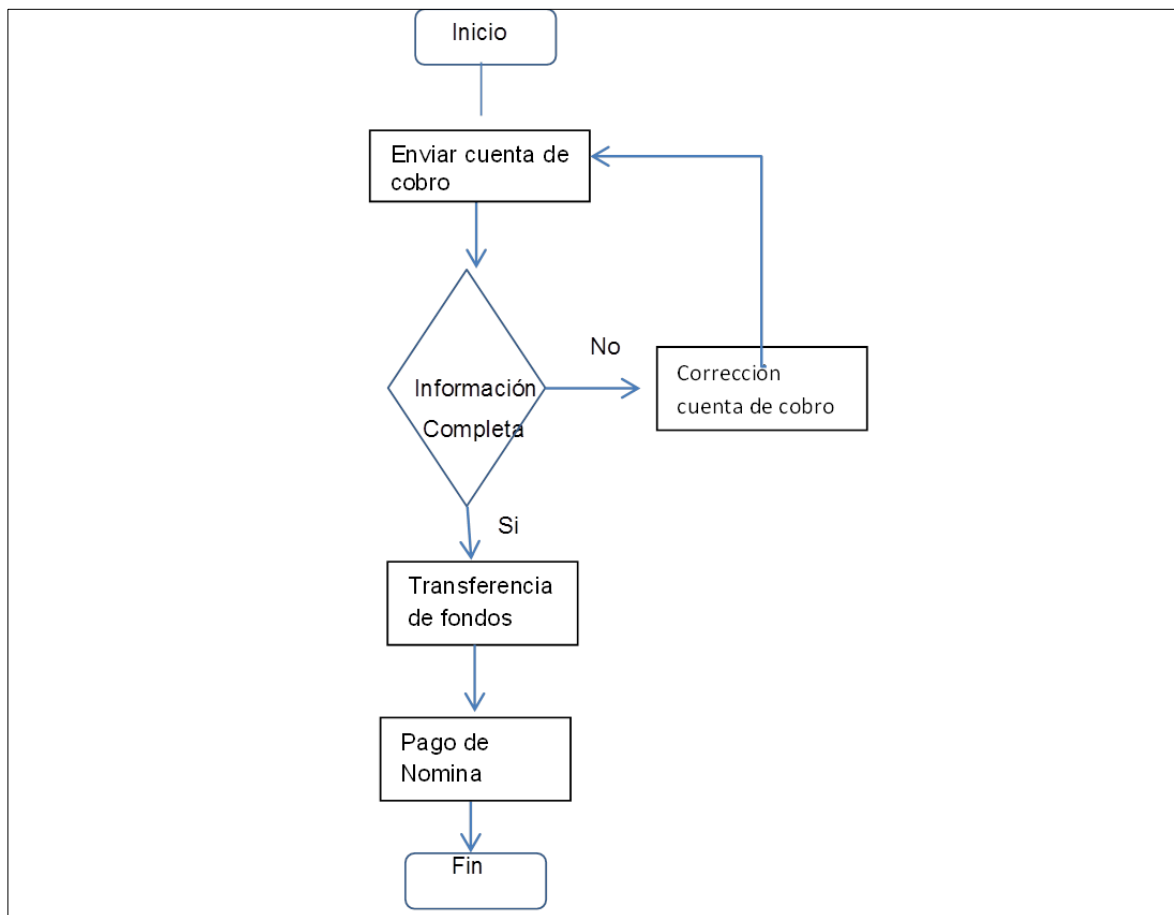 Inicio
Enviar cuenta de
cobro
No
Corrección
cuenta de cobro
Información
Completa
Si
Transferencia
de fondos
Pago de
Nomina
Fin